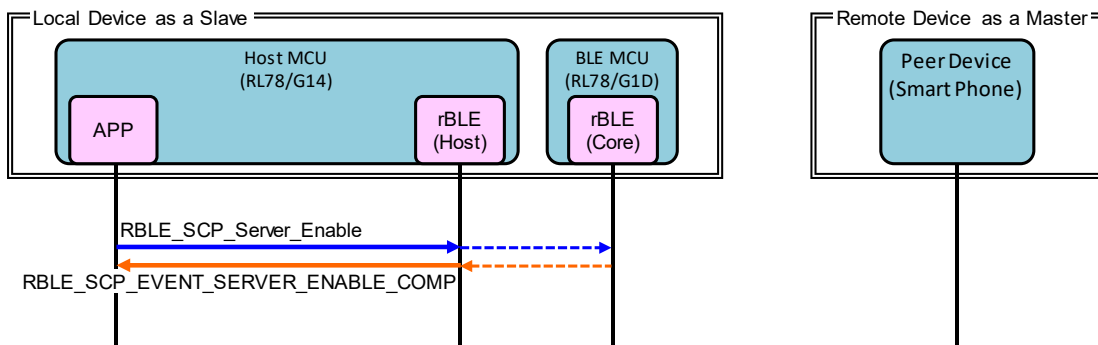 Local Device as a Slave
Remote Device as a Master
Host MCU
(RL78/G14)
BLE MCU
(RL78/G1D)
Peer Device
(Smart Phone)
APP
rBLE
(Host)
rBLE
(Core)
RBLE_SCP_Server_Enable
RBLE_SCP_EVENT_SERVER_ENABLE_COMP